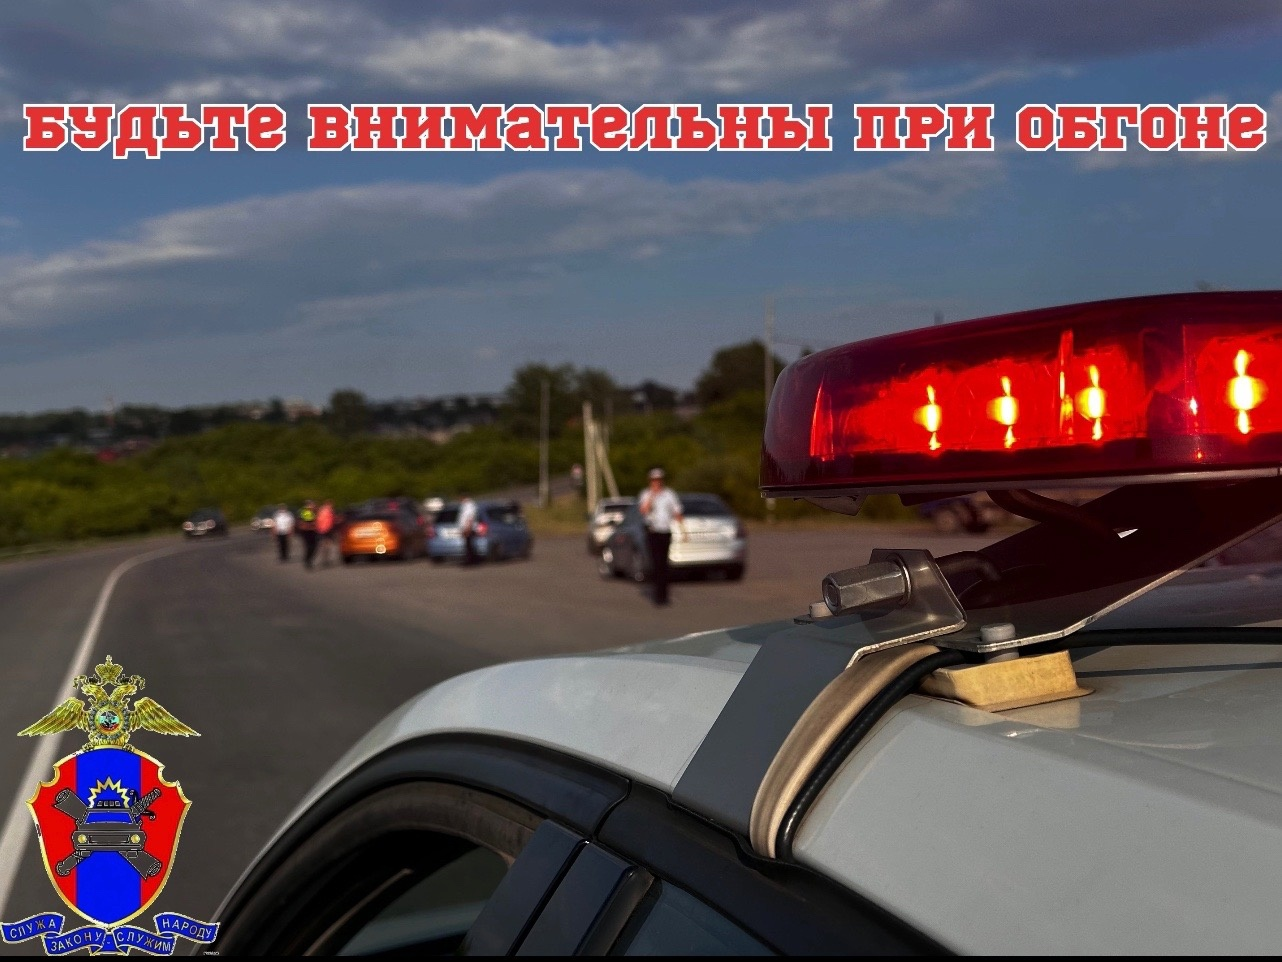 БУДЬТЕ ВНИМАТЕЛЬНЫ ПРИ ОБГОНЕ
СЛУЖА ЗАКОНУ - СЛУЖИМ НАРОДУ